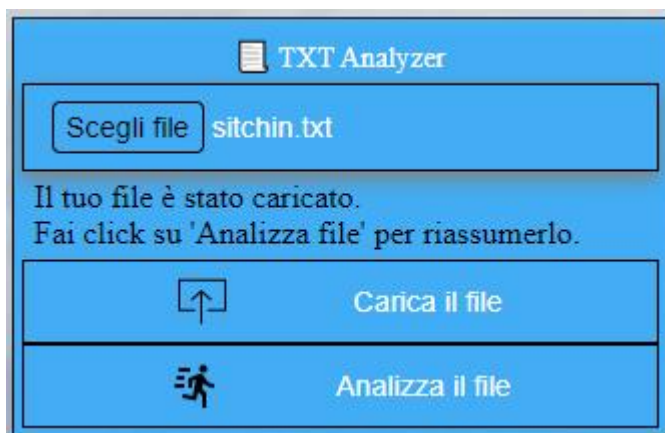 TXT Analyzer
Scegli file sitchin.txt
Il tuo file è stato caricato.
Fai click su 'Analizza file' per riassumerlo.
Carica il file
Analizza il file